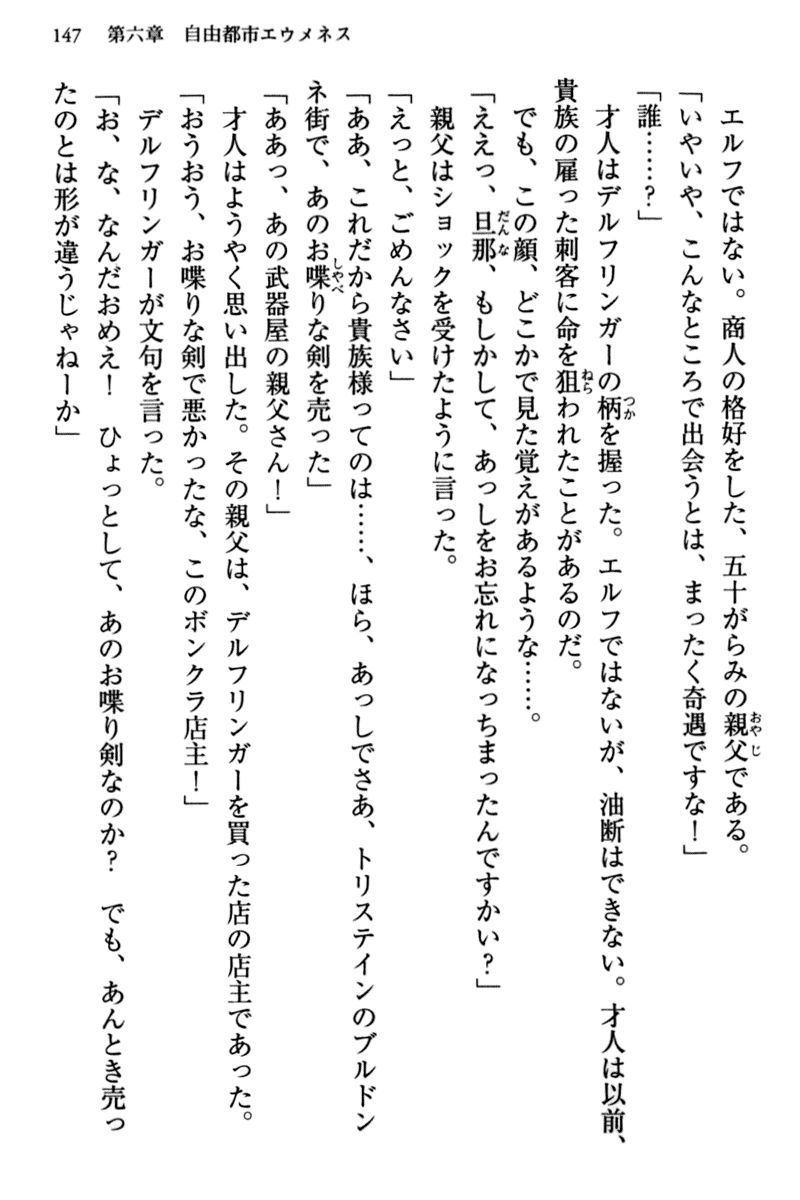 147　第六章　自由都市エウメネス
　エルフではない。商人の格好をした、五十がらみの親父である。
「いやいや、こんなところで出会うとは、まったく奇遇ですな！」
「誰……？」
　才人はデルフリンガーの柄を握った。エルフではないが、油断はできない。才人は以前、
貴族の雇った刺客に命を狙われたことがあるのだ。
　でも、この顔、どこかで見た覚えがあるような……。
「ええっ、旦那、もしかして、あっしをお忘れになっちまったんですかい？」
　親父はショックを受けたように言った。
「えっと、ごめんなさい」
「ああ、これだから貴族様ってのは……、ほら、あっしでさあ、トリステインのブルドン
ネ街で、あのお喋りな剣を売った」
「ああっ、あの武器屋の親父さん！」
　才人はようやく思い出した。その親父は、デルフリンガーを買った店の店主であった。
「おうおう、お喋りな剣で悪かったな、このボンクラ店主！」
　デルフリンガーが文句を言った。
「お、な、なんだおめえ！　ひょっとして、あのお喋り剣なのか？　でも、あんとき売っ
たのとは形が違うじゃねーか」